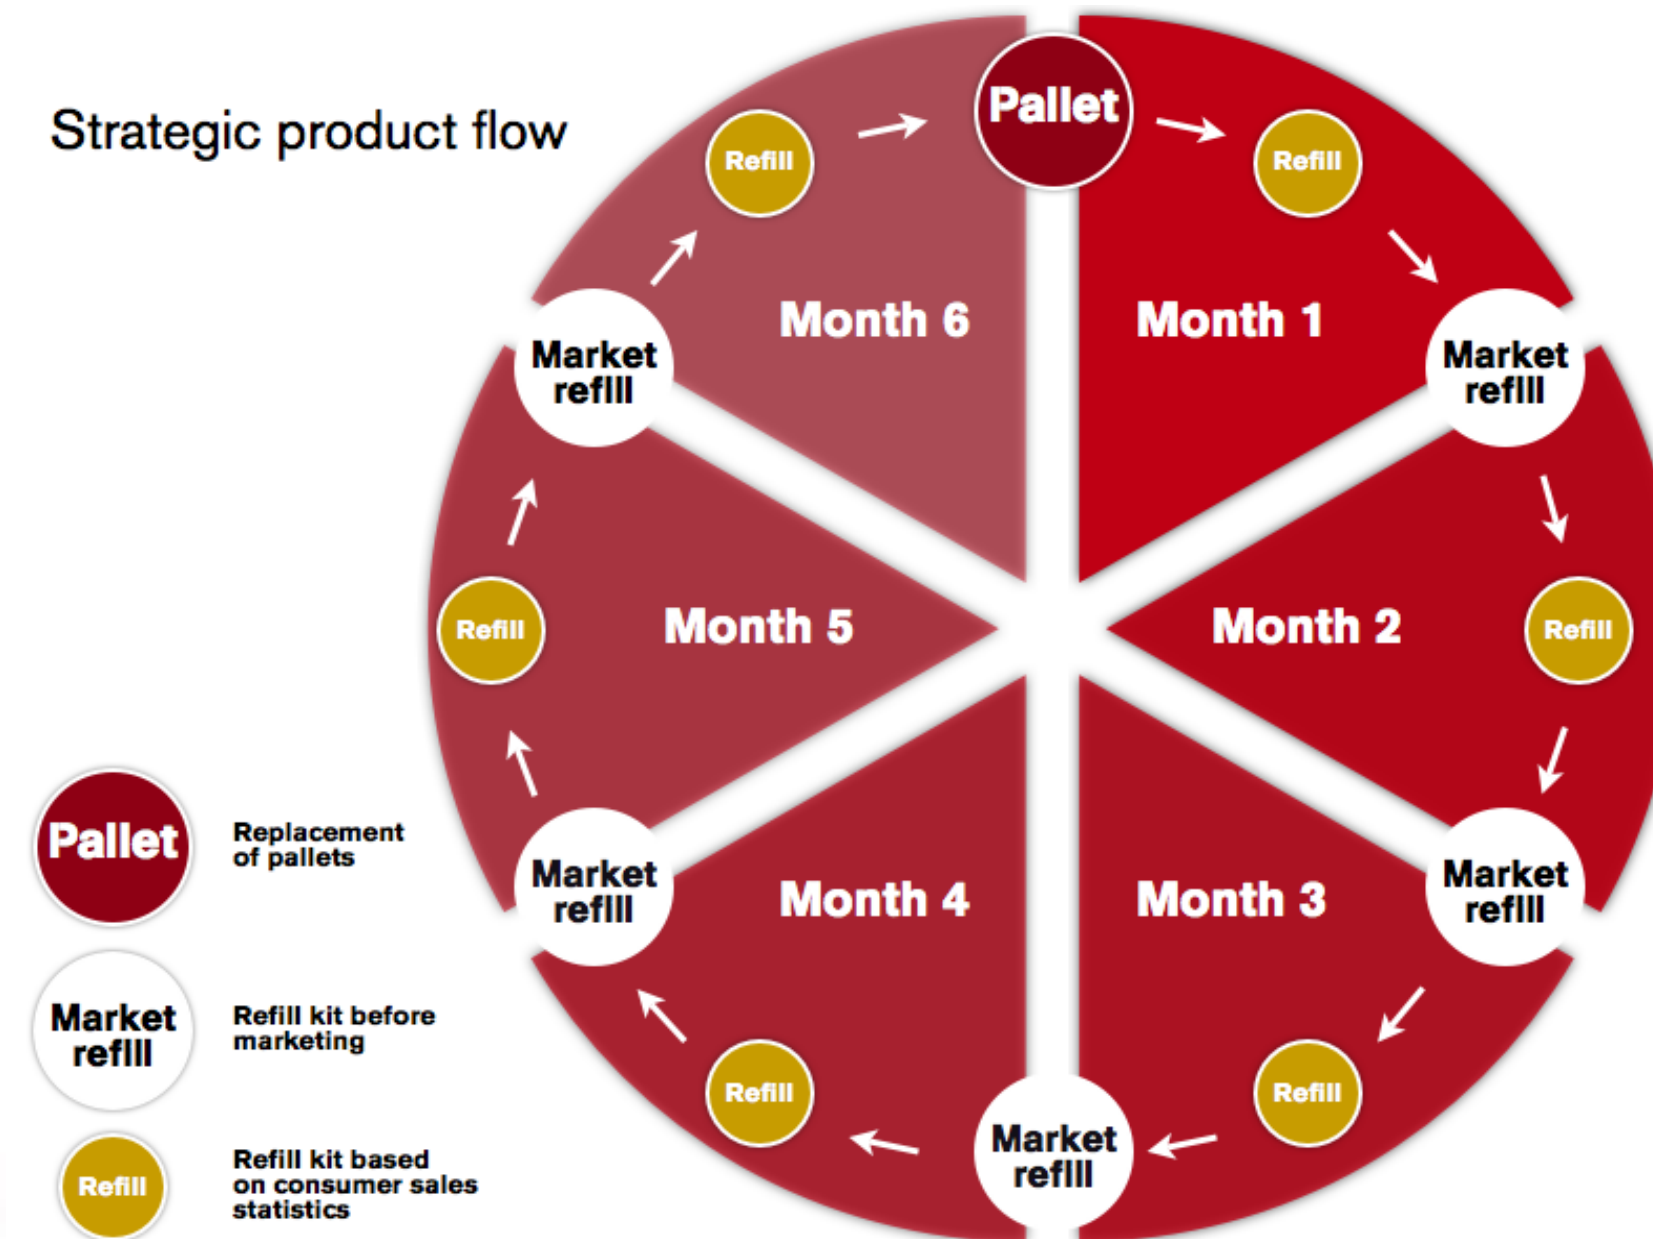 Strategic product flow
Pallet
Refill
Refill
Month 6
Month 1
Market
refill
Market
refill
Refill
Month 5
Month 2
Refill
Market
refill
Month 4
Month 3
Market
refill
Refill
Market
refill
Refill
Pallet
Replacement
of pallets
Market
refill
Refill kit before
marketing
Refill
Refill kit based
on consumer sales
statistics